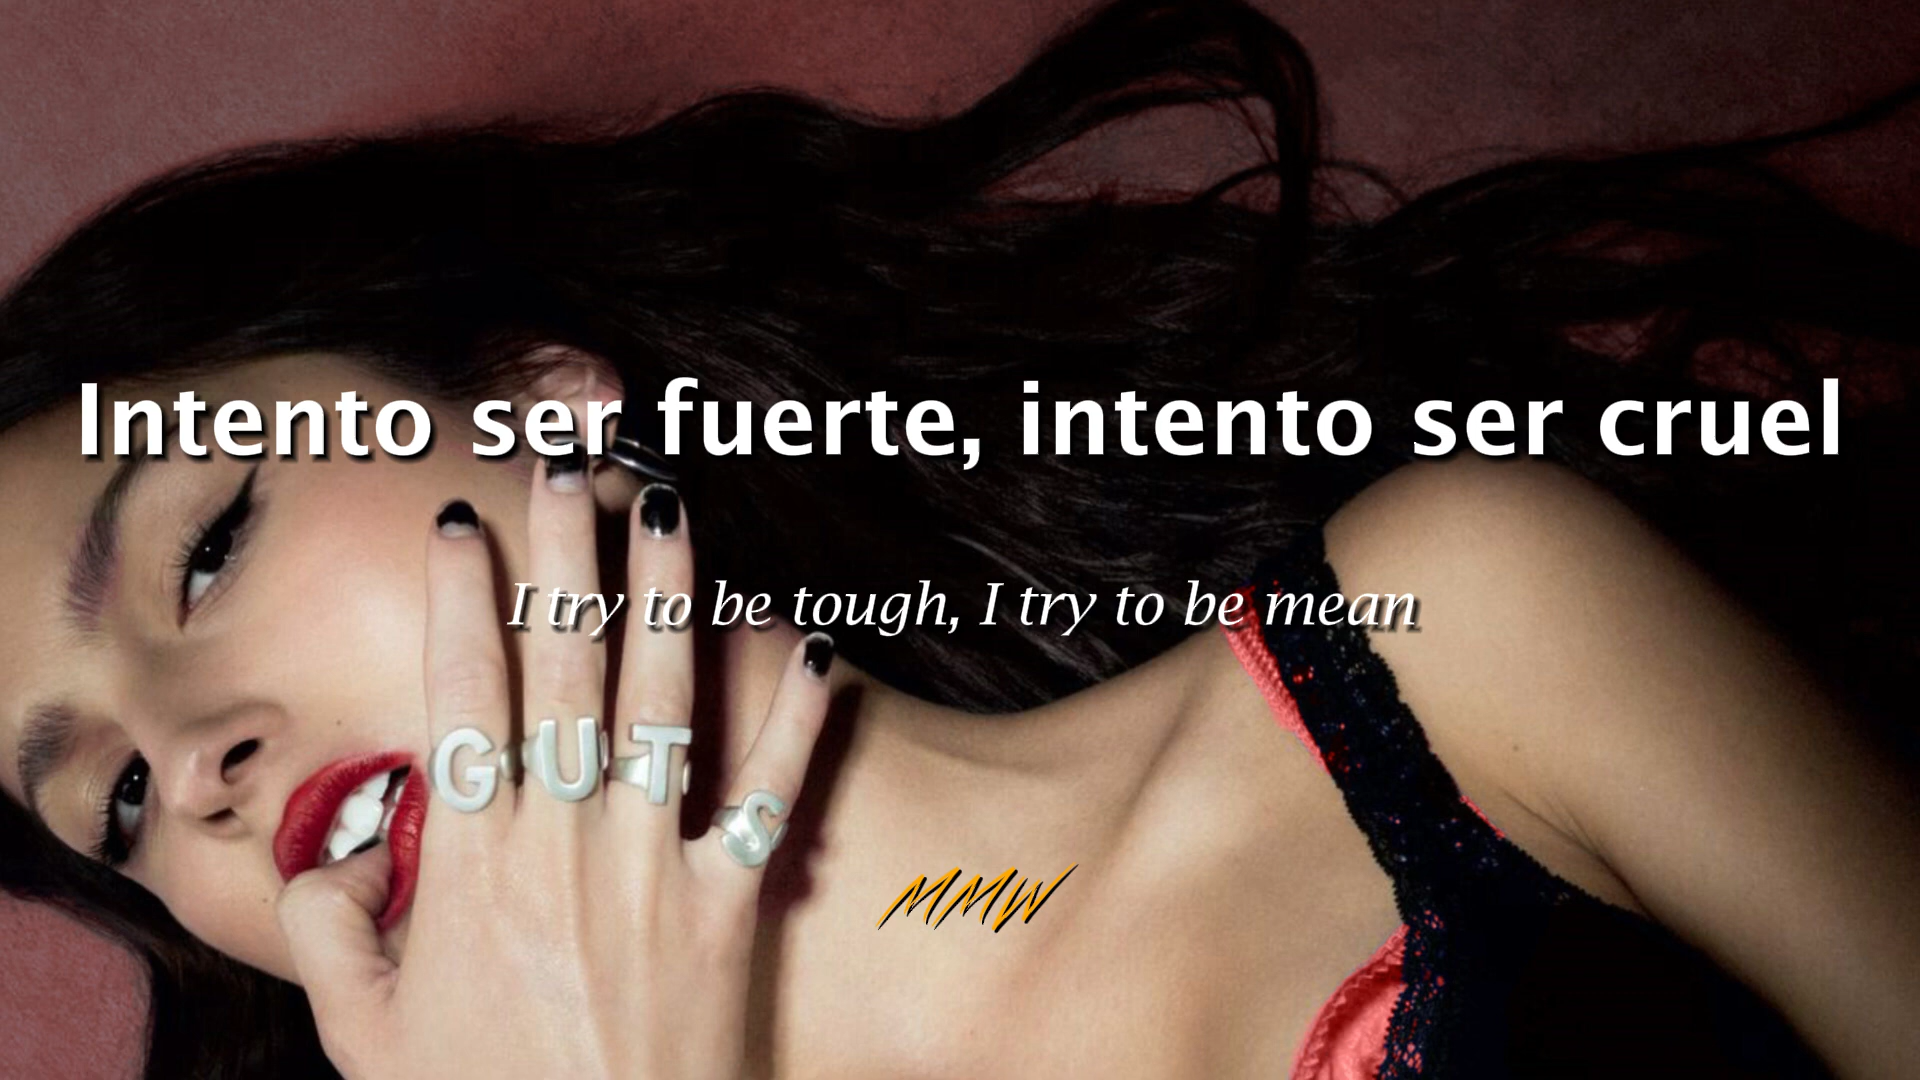 Intento ser fuerte, intento ser cruel
I try to be tough, I try to be mean
GUTS
MMW